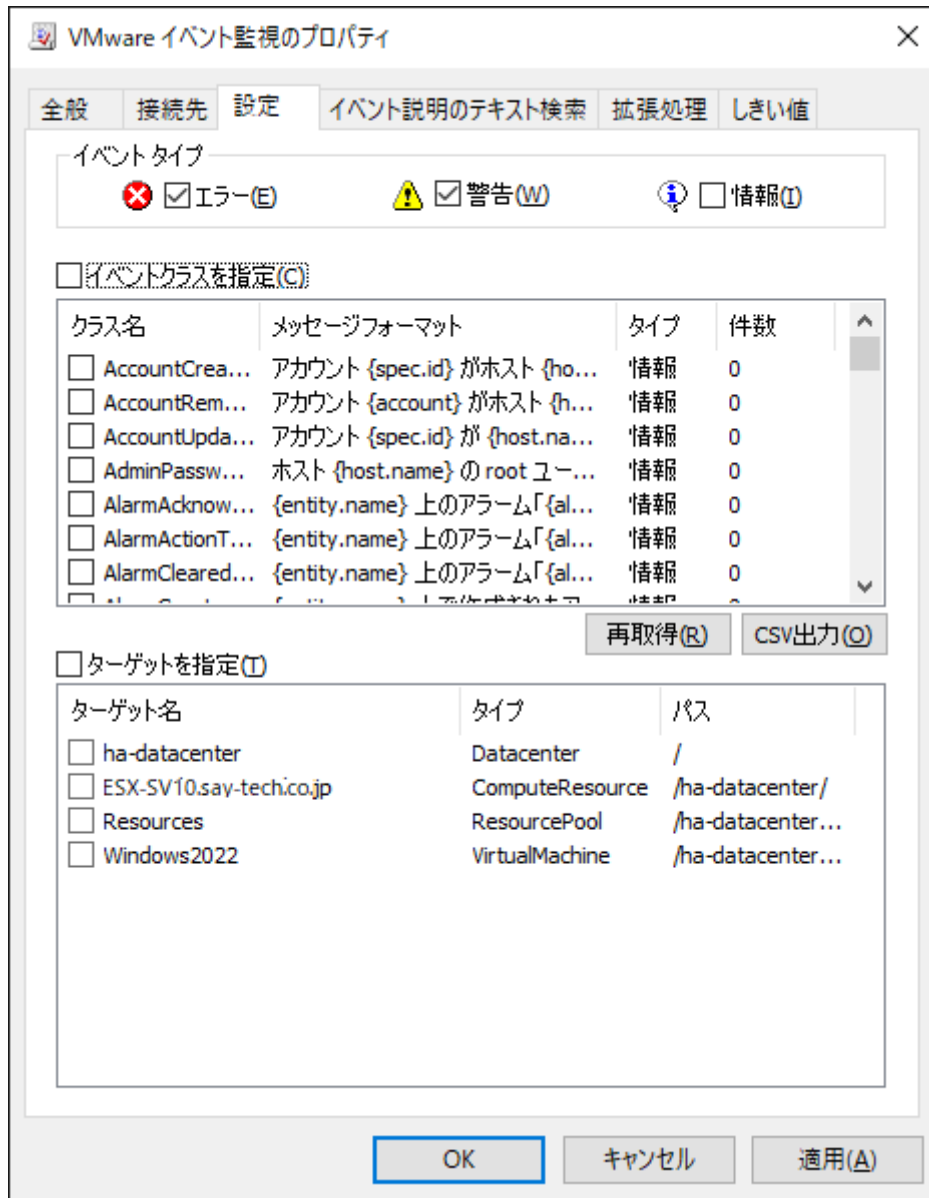 VMware イベント監視のプロパティ
全般 接続先 設定 イベント説明のテキスト検索 拡張処理 しきい値
イベント タイプ
エラー(E) 警告(W) 情報(I)
イベントクラスを指定(C)
クラス名 メッセージフォーマット タイプ 件数
AccountCrea... アカウント {spec.id} がホスト {ho... 情報 0
AccountRem... アカウント {account} がホスト {h... 情報 0
AccountUpda... アカウント {spec.id} が {host.na... 情報 0
AdminPassw... ホスト {host.name} の root ユー... 情報 0
AlarmAcknow... {entity.name} 上のアラーム「{al... 情報 0
AlarmActionT... {entity.name} 上のアラーム「{al... 情報 0
AlarmCleared... {entity.name} 上のアラーム「{al... 情報 0
再取得(R) CSV出力(O)
ターゲットを指定(T)
ターゲット名 タイプ パス
ha-datacenter Datacenter /
ESX-SV10.say-tech.co.jp ComputeResource /ha-datacenter/
Resources ResourcePool /ha-datacenter...
Windows2022 VirtualMachine /ha-datacenter...
OK キャンセル 適用(A)